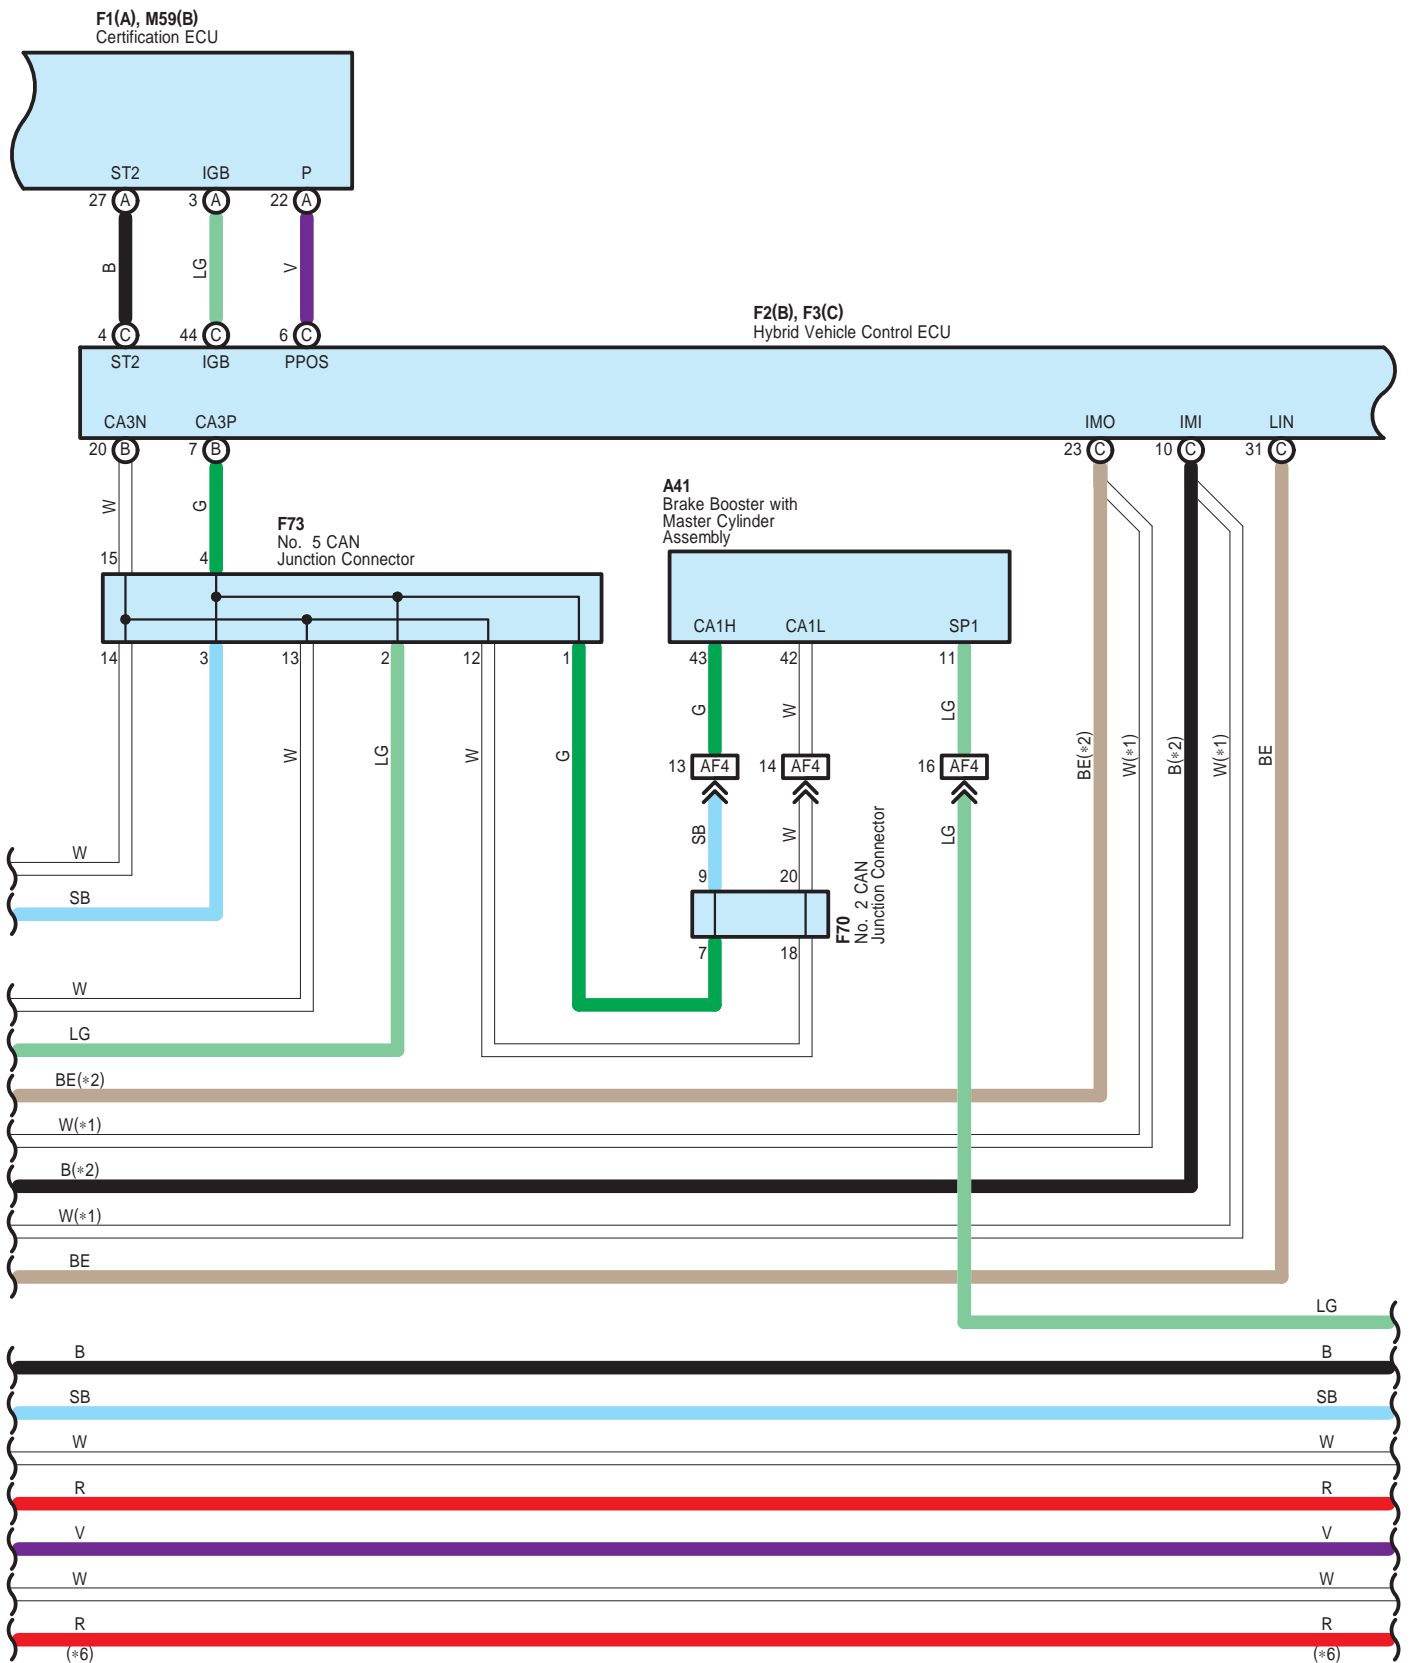 F1(A), M59(B)
Certification ECU
ST2 IGB P
27 A 3 A 22 A
B LG V
F2(B), F3(C)
Hybrid Vehicle Control ECU
4 C 44 C 6 C
ST2 IGB PPOS
CA3N CA3P IMO IMI LIN
20 B 7 B 23 C 10 C 31 C
W G
A41
Brake Booster with
Master Cylinder
Assembly
F73
No. 5 CAN
Junction Connector
15 4
CA1H CA1L SP1
14 3 13 2 12 1 43 42 11
G W LG
W LG W G BE(*2) W(*1) B(*2) W(*1) BE
13 AF4 14 AF4 16 AF4
SB W LG
9 20
F70
No. 2 CAN
Junction Connector
7 18
W
SB
W
LG
BE(*2)
W(*1)
B(*2)
W(*1)
BE
LG
B B
SB SB
W W
R R
V V
W W
R R
(*6) (*6)